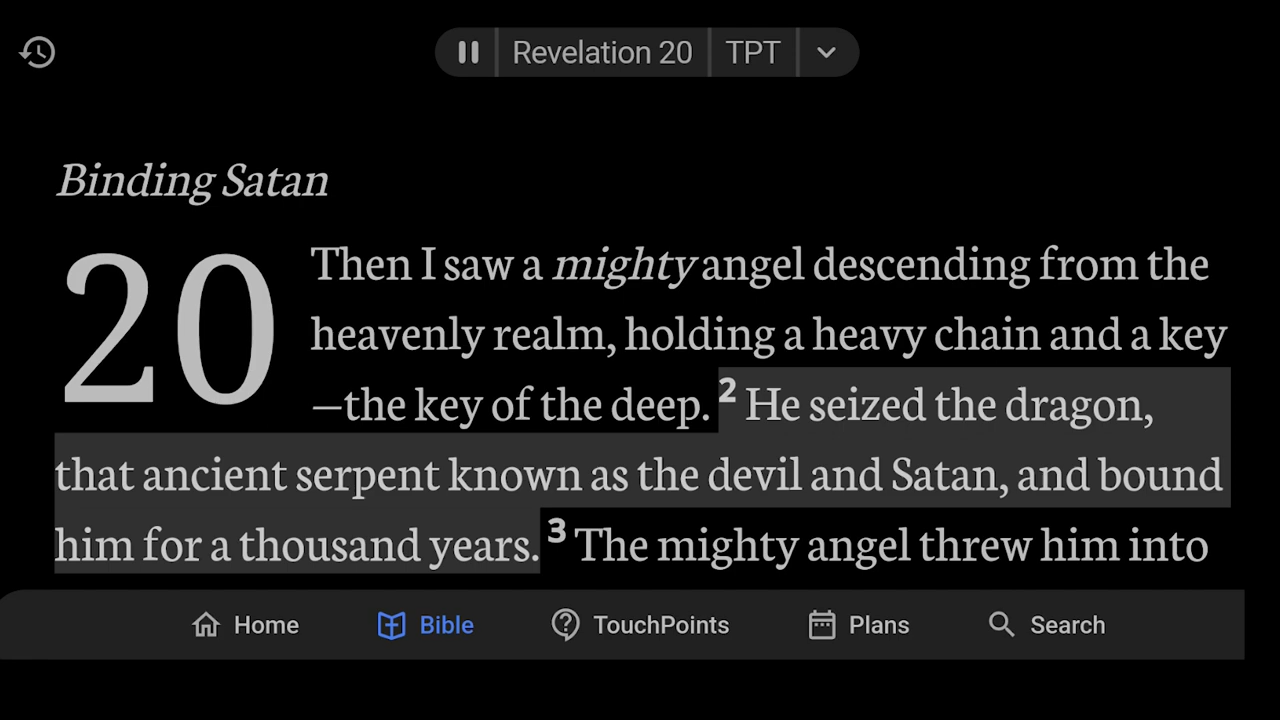 Revelation 20 TPT
Binding Satan
20 Then I saw a mighty angel descending from the
heavenly realm, holding a heavy chain and a key
—the key of the deep. 2 He seized the dragon,
that ancient serpent known as the devil and Satan, and bound
him for a thousand years. 3 The mighty angel threw him into
Home Bible TouchPoints Plans Search